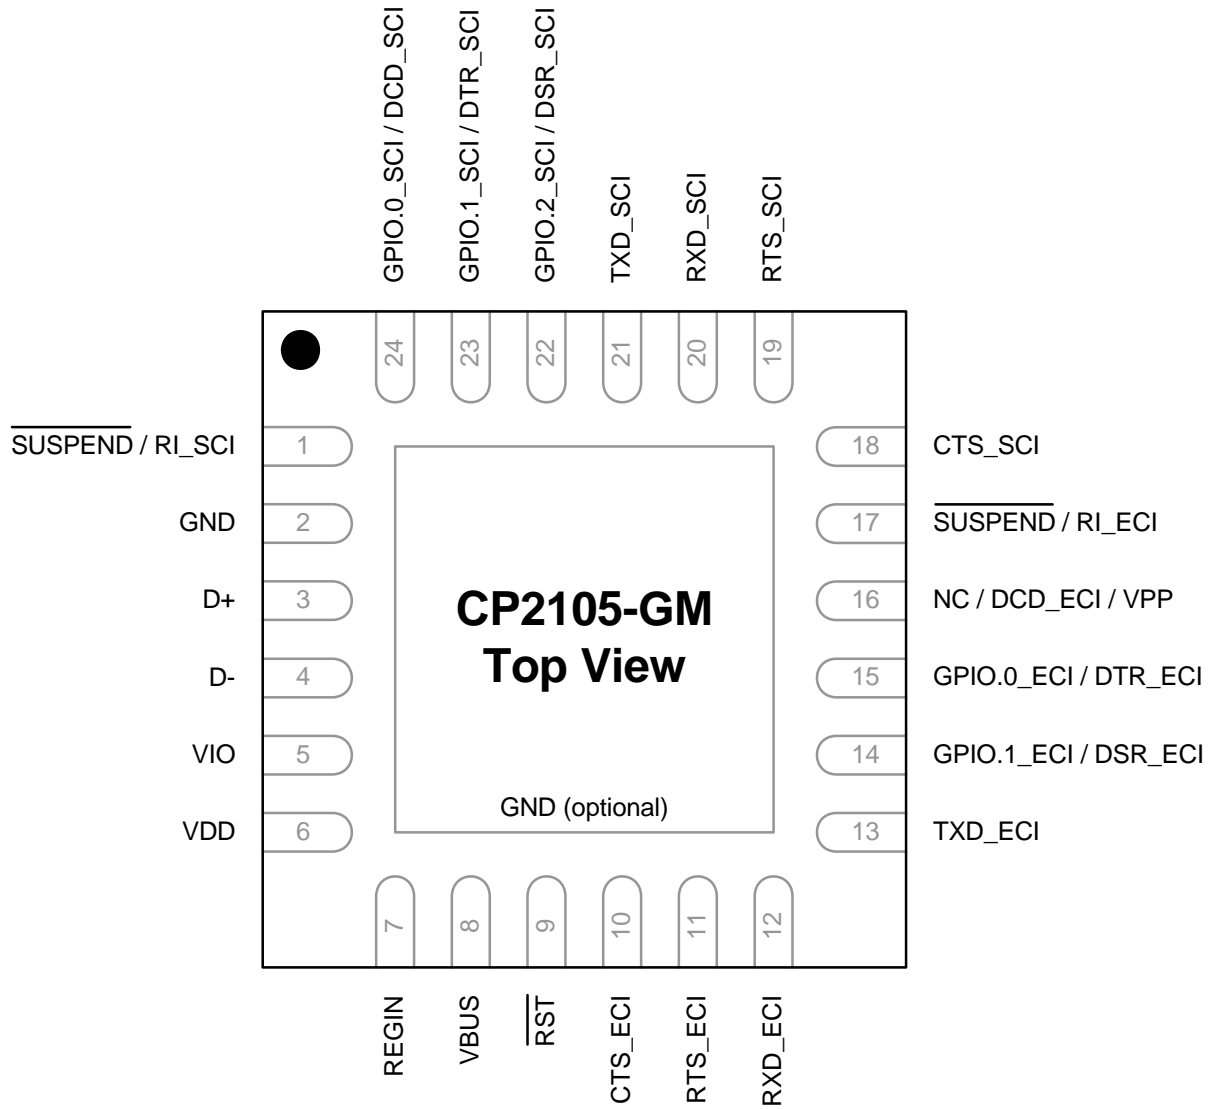 GPIO.0_SCI / DCD_SCI
GPIO.1_SCI / DTR_SCI
GPIO.2_SCI / DSR_SCI
TXD_SCI
RXD_SCI
RTS_SCI
24
23
22
21
20
19
SUSPEND / RI_SCI
1
18
CTS_SCI
GND
2
17
SUSPEND / RI_ECI
D+
3
16
NC / DCD_ECI / VPP
CP2105-GM
Top View
D-
4
15
GPIO.0_ECI / DTR_ECI
VIO
5
14
GPIO.1_ECI / DSR_ECI
GND (optional)
VDD
6
13
TXD_ECI
7
8
9
10
11
12
REGIN
VBUS
RST
CTS_ECI
RTS_ECI
RXD_ECI